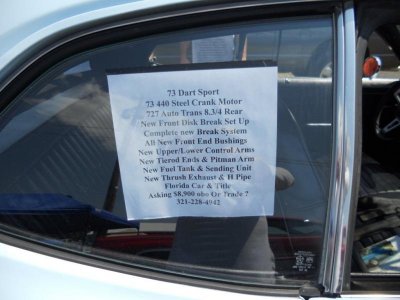 73 Dart Sport
73 440 Steel Crank Motor
727 Auto Trans 8.3/4 Rear
New Front Disk Break Set Up
Complete new Break System
All New Front End Bushings
New Upper/Lower Control Arms
New Tierod Ends & Pitman Arm
New Fuel Tank & Sending Unit
New Thrush Exhaust & H Pipe
Florida Car & Title
Asking $8,900 obo Or Trade ?
321-228-4942